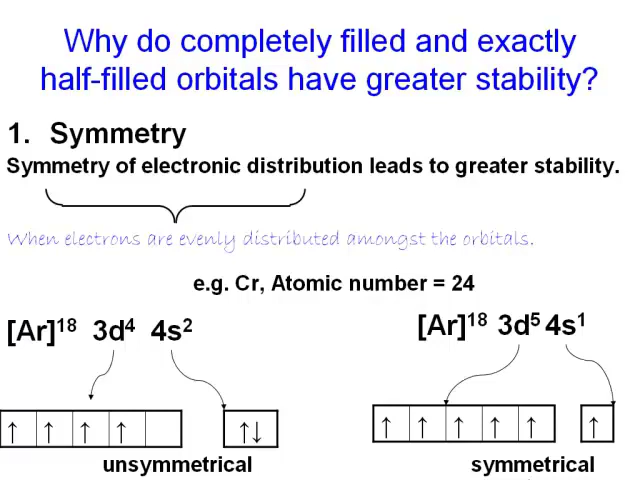 Why do completely filled and exactly
half-filled orbitals have greater stability?
1. Symmetry
Symmetry of electronic distribution leads to greater stability.
When electrons are evenly distributed amongst the orbitals.
e.g. Cr, Atomic number = 24
[Ar]¹⁸ 3d⁴ 4s²
[Ar]¹⁸ 3d⁵ 4s¹
↑ ↑ ↑ ↑ ↑↓
↑ ↑ ↑ ↑ ↑ ↑
unsymmetrical
symmetrical